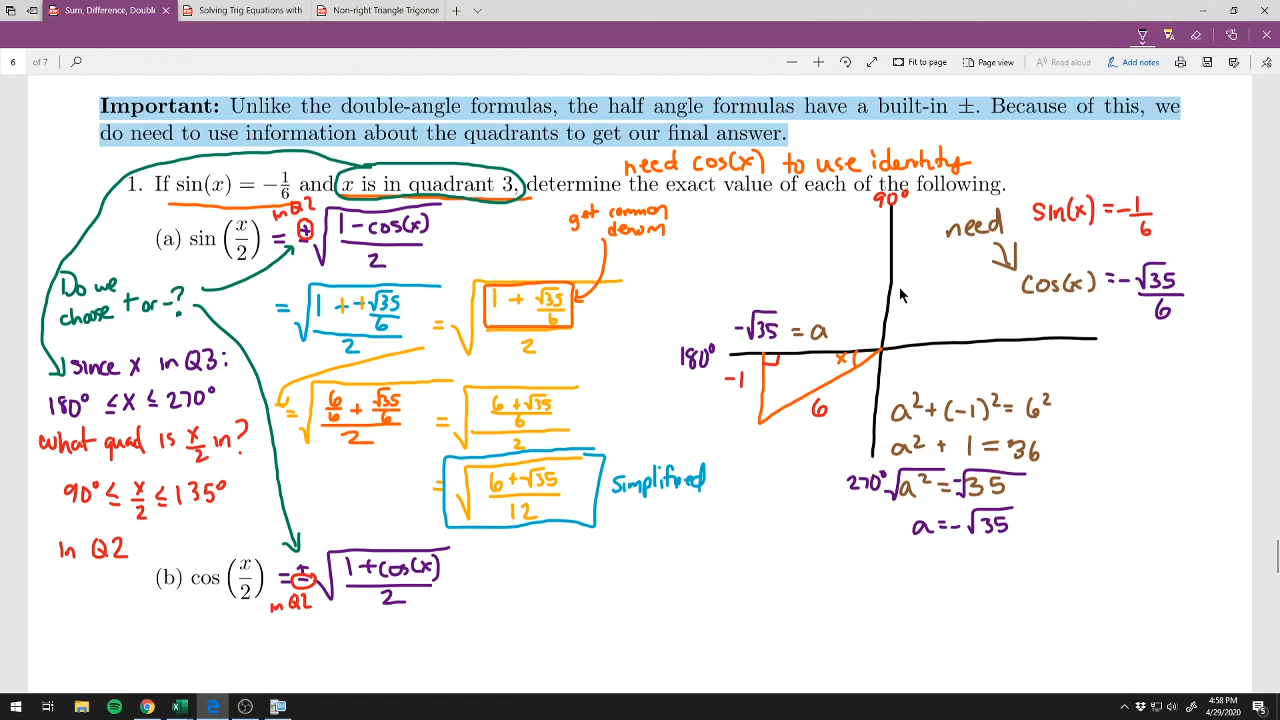 Sum, Difference, Double
Solving Trig Equations with
Non-right Triangle Trigonom
6 of 7
Fit to page
Page view
Read aloud
Add notes
Important: Unlike the double-angle formulas, the half angle formulas have a built-in ±. Because of this, we
do need to use information about the quadrants to get our final answer.
need cos(x) to use identity
1. If sin(x) = −1/6 and x is in quadrant 3, determine the exact value of each of the following.
in Q2
(a) sin(x/2) = ± √((1 - cos(x))/2)
get common
denom
90°
need
sin(x) = -1/6
cos(x) = -√35/6
Do we
choose + or -?
= √((1 + +√35/6)/2) = √((1 + √35/6)/2)
-√35 = a
180°
x
-1
6
since x in Q3:
180° ≤ x ≤ 270°
= √((6/6 + √35/6)/2) = √(((6 + √35)/6)/2)
a² + (-1)² = 6²
a² + 1 = 36
What quad is x/2 in?
90° ≤ x/2 ≤ 135°
= √((6 + √35)/12) simplified
270°
√a² = -√35
a = -√35
In Q2
(b) cos(x/2) = ± √((1 + cos(x))/2)
in Q2
4:58 PM
4/29/2020
5